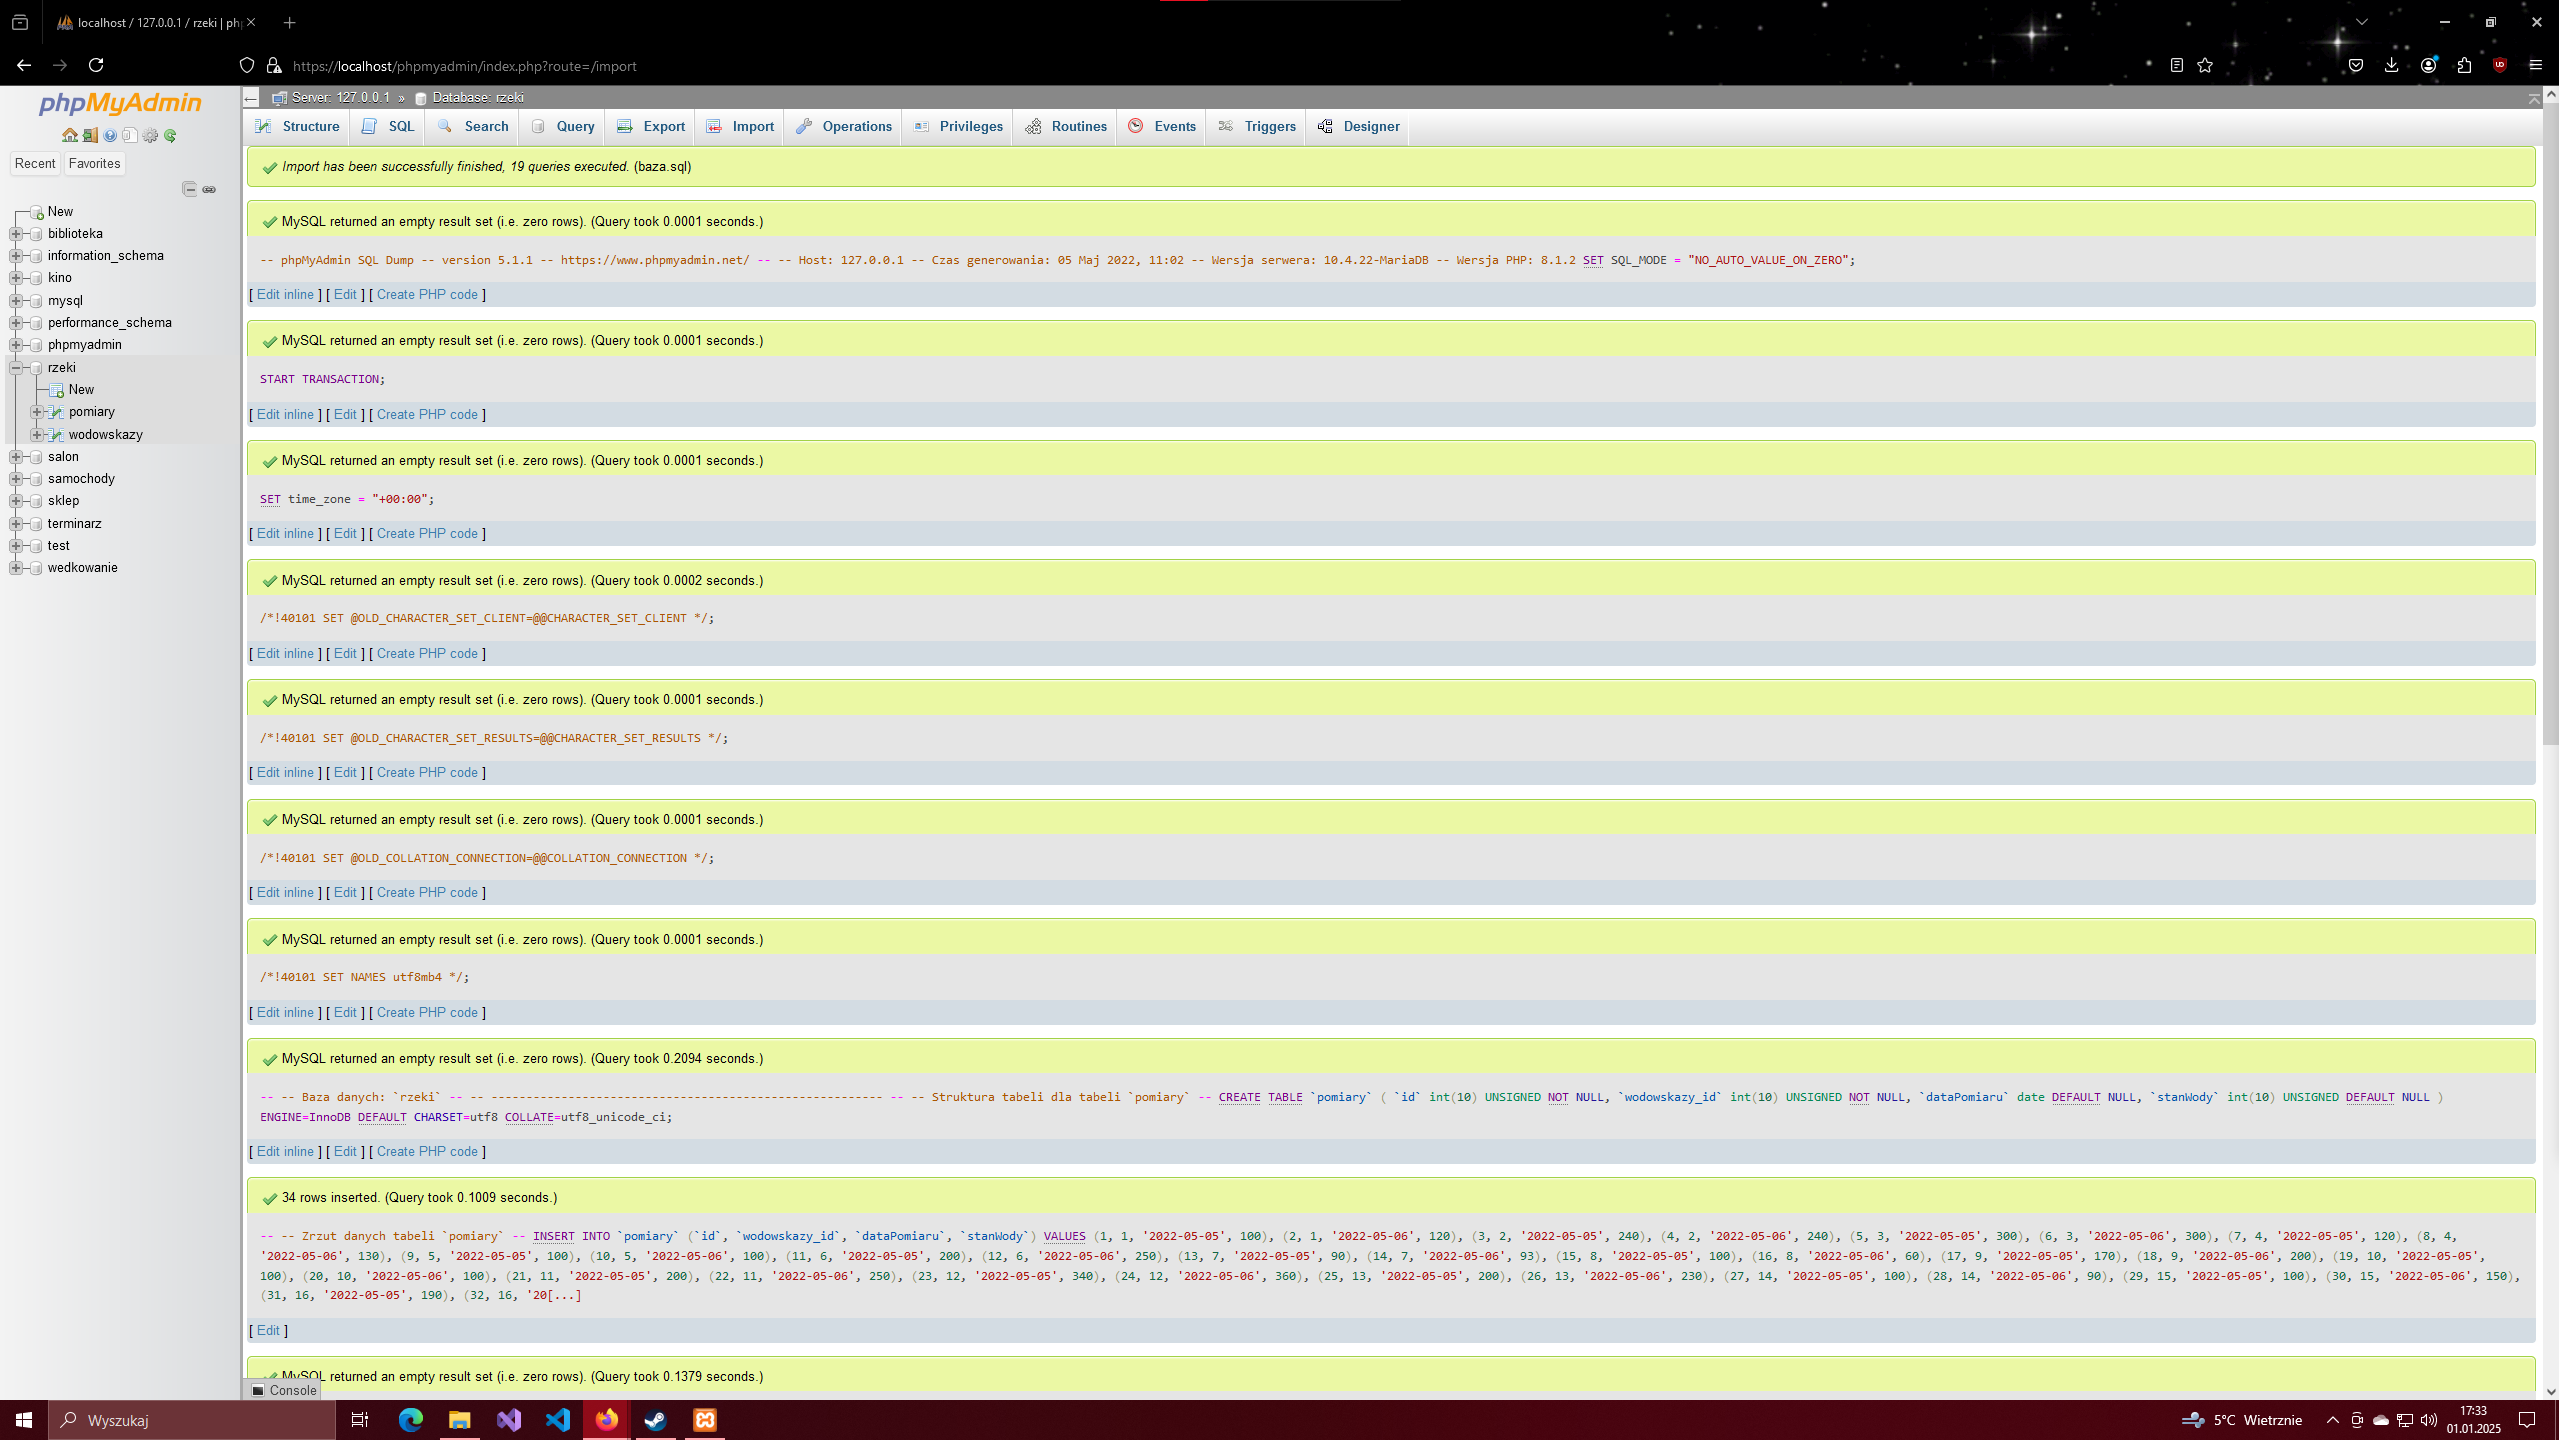 localhost / 127.0.0.1 / rzeki | ph
https://localhost/phpmyadmin/index.php?route=/import
phpMyAdmin
Recent Favorites
New
biblioteka
information_schema
kino
mysql
performance_schema
phpmyadmin
rzeki
New
pomiary
wodowskazy
salon
samochody
sklep
terminarz
test
wedkowanie
Server: 127.0.0.1 » Database: rzeki
Structure SQL Search Query Export Import Operations Privileges Routines Events Triggers Designer
Import has been successfully finished, 19 queries executed. (baza.sql)
MySQL returned an empty result set (i.e. zero rows). (Query took 0.0001 seconds.)
-- phpMyAdmin SQL Dump -- version 5.1.1 -- https://www.phpmyadmin.net/ -- -- Host: 127.0.0.1 -- Czas generowania: 05 Maj 2022, 11:02 -- Wersja serwera: 10.4.22-MariaDB -- Wersja PHP: 8.1.2 SET SQL_MODE = "NO_AUTO_VALUE_ON_ZERO";
[ Edit inline ] [ Edit ] [ Create PHP code ]
MySQL returned an empty result set (i.e. zero rows). (Query took 0.0001 seconds.)
START TRANSACTION;
[ Edit inline ] [ Edit ] [ Create PHP code ]
MySQL returned an empty result set (i.e. zero rows). (Query took 0.0001 seconds.)
SET time_zone = "+00:00";
[ Edit inline ] [ Edit ] [ Create PHP code ]
MySQL returned an empty result set (i.e. zero rows). (Query took 0.0002 seconds.)
/*!40101 SET @OLD_CHARACTER_SET_CLIENT=@@CHARACTER_SET_CLIENT */;
[ Edit inline ] [ Edit ] [ Create PHP code ]
MySQL returned an empty result set (i.e. zero rows). (Query took 0.0001 seconds.)
/*!40101 SET @OLD_CHARACTER_SET_RESULTS=@@CHARACTER_SET_RESULTS */;
[ Edit inline ] [ Edit ] [ Create PHP code ]
MySQL returned an empty result set (i.e. zero rows). (Query took 0.0001 seconds.)
/*!40101 SET @OLD_COLLATION_CONNECTION=@@COLLATION_CONNECTION */;
[ Edit inline ] [ Edit ] [ Create PHP code ]
MySQL returned an empty result set (i.e. zero rows). (Query took 0.0001 seconds.)
/*!40101 SET NAMES utf8mb4 */;
[ Edit inline ] [ Edit ] [ Create PHP code ]
MySQL returned an empty result set (i.e. zero rows). (Query took 0.2094 seconds.)
-- -- Baza danych: `rzeki` -- -- -------------------------------------------------------- -- -- Struktura tabeli dla tabeli `pomiary` -- CREATE TABLE `pomiary` ( `id` int(10) UNSIGNED NOT NULL, `wodowskazy_id` int(10) UNSIGNED NOT NULL, `dataPomiaru` date DEFAULT NULL, `stanWody` int(10) UNSIGNED DEFAULT NULL )
ENGINE=InnoDB DEFAULT CHARSET=utf8 COLLATE=utf8_unicode_ci;
[ Edit inline ] [ Edit ] [ Create PHP code ]
34 rows inserted. (Query took 0.1009 seconds.)
-- -- Zrzut danych tabeli `pomiary` -- INSERT INTO `pomiary` (`id`, `wodowskazy_id`, `dataPomiaru`, `stanWody`) VALUES (1, 1, '2022-05-05', 100), (2, 1, '2022-05-06', 120), (3, 2, '2022-05-05', 240), (4, 2, '2022-05-06', 240), (5, 3, '2022-05-05', 300), (6, 3, '2022-05-06', 300), (7, 4, '2022-05-05', 120), (8, 4,
'2022-05-06', 130), (9, 5, '2022-05-05', 100), (10, 5, '2022-05-06', 100), (11, 6, '2022-05-05', 200), (12, 6, '2022-05-06', 250), (13, 7, '2022-05-05', 90), (14, 7, '2022-05-06', 93), (15, 8, '2022-05-05', 100), (16, 8, '2022-05-06', 60), (17, 9, '2022-05-05', 170), (18, 9, '2022-05-06', 200), (19, 10, '2022-05-05',
100), (20, 10, '2022-05-06', 100), (21, 11, '2022-05-05', 200), (22, 11, '2022-05-06', 250), (23, 12, '2022-05-05', 340), (24, 12, '2022-05-06', 360), (25, 13, '2022-05-05', 200), (26, 13, '2022-05-06', 230), (27, 14, '2022-05-05', 100), (28, 14, '2022-05-06', 90), (29, 15, '2022-05-05', 100), (30, 15, '2022-05-06', 150),
(31, 16, '2022-05-05', 190), (32, 16, '20[...]
[ Edit ]
MySQL returned an empty result set (i.e. zero rows). (Query took 0.1379 seconds.)
Console
Wyszukaj
5°C Wietrznie
17:33
01.01.2025